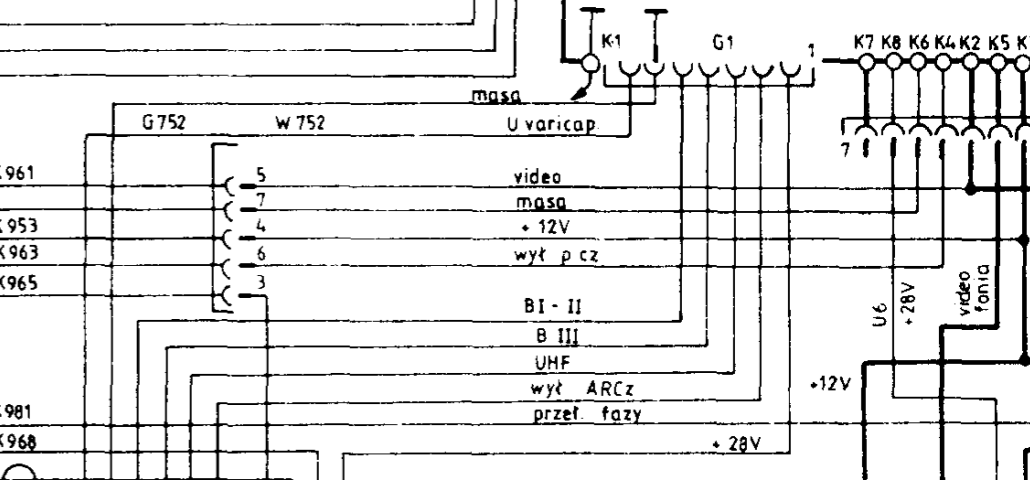 K1 G1 1 K7 K8 K6 K4 K2 K5
masa
G752 W752 U varicap
7
K961 5 video
7 masa
K953 4 + 12V
K963 6 wył p cz
K965 3
U6 +28V video fonia
BI - II
B III
UHF
+12V
wył ARCz
K981 przeł. fazy
K968 + 28V